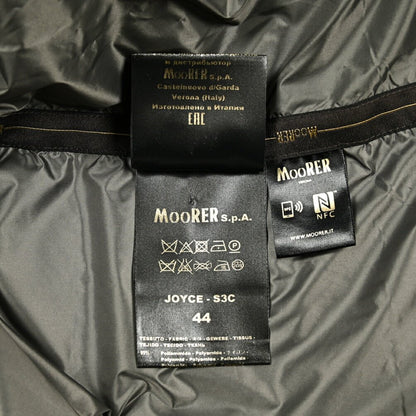 и дистрибьютор
MOORER S.p.A.
Castelnuovo d/Garda
Verona (Italy)
Изготовлено в Италия
EAC
MOORER
MOORER
NFC
WWW.MOORER.IT
MOORER S.p.A.
JOYCE - S3C
44
TESSUTO - FABRIC - - GEWEBE - TISSUS -
TEJIDO - TECIDO - ТКАНЬ
Poliammide - Polyamide -
Poliamida - Polyamid -